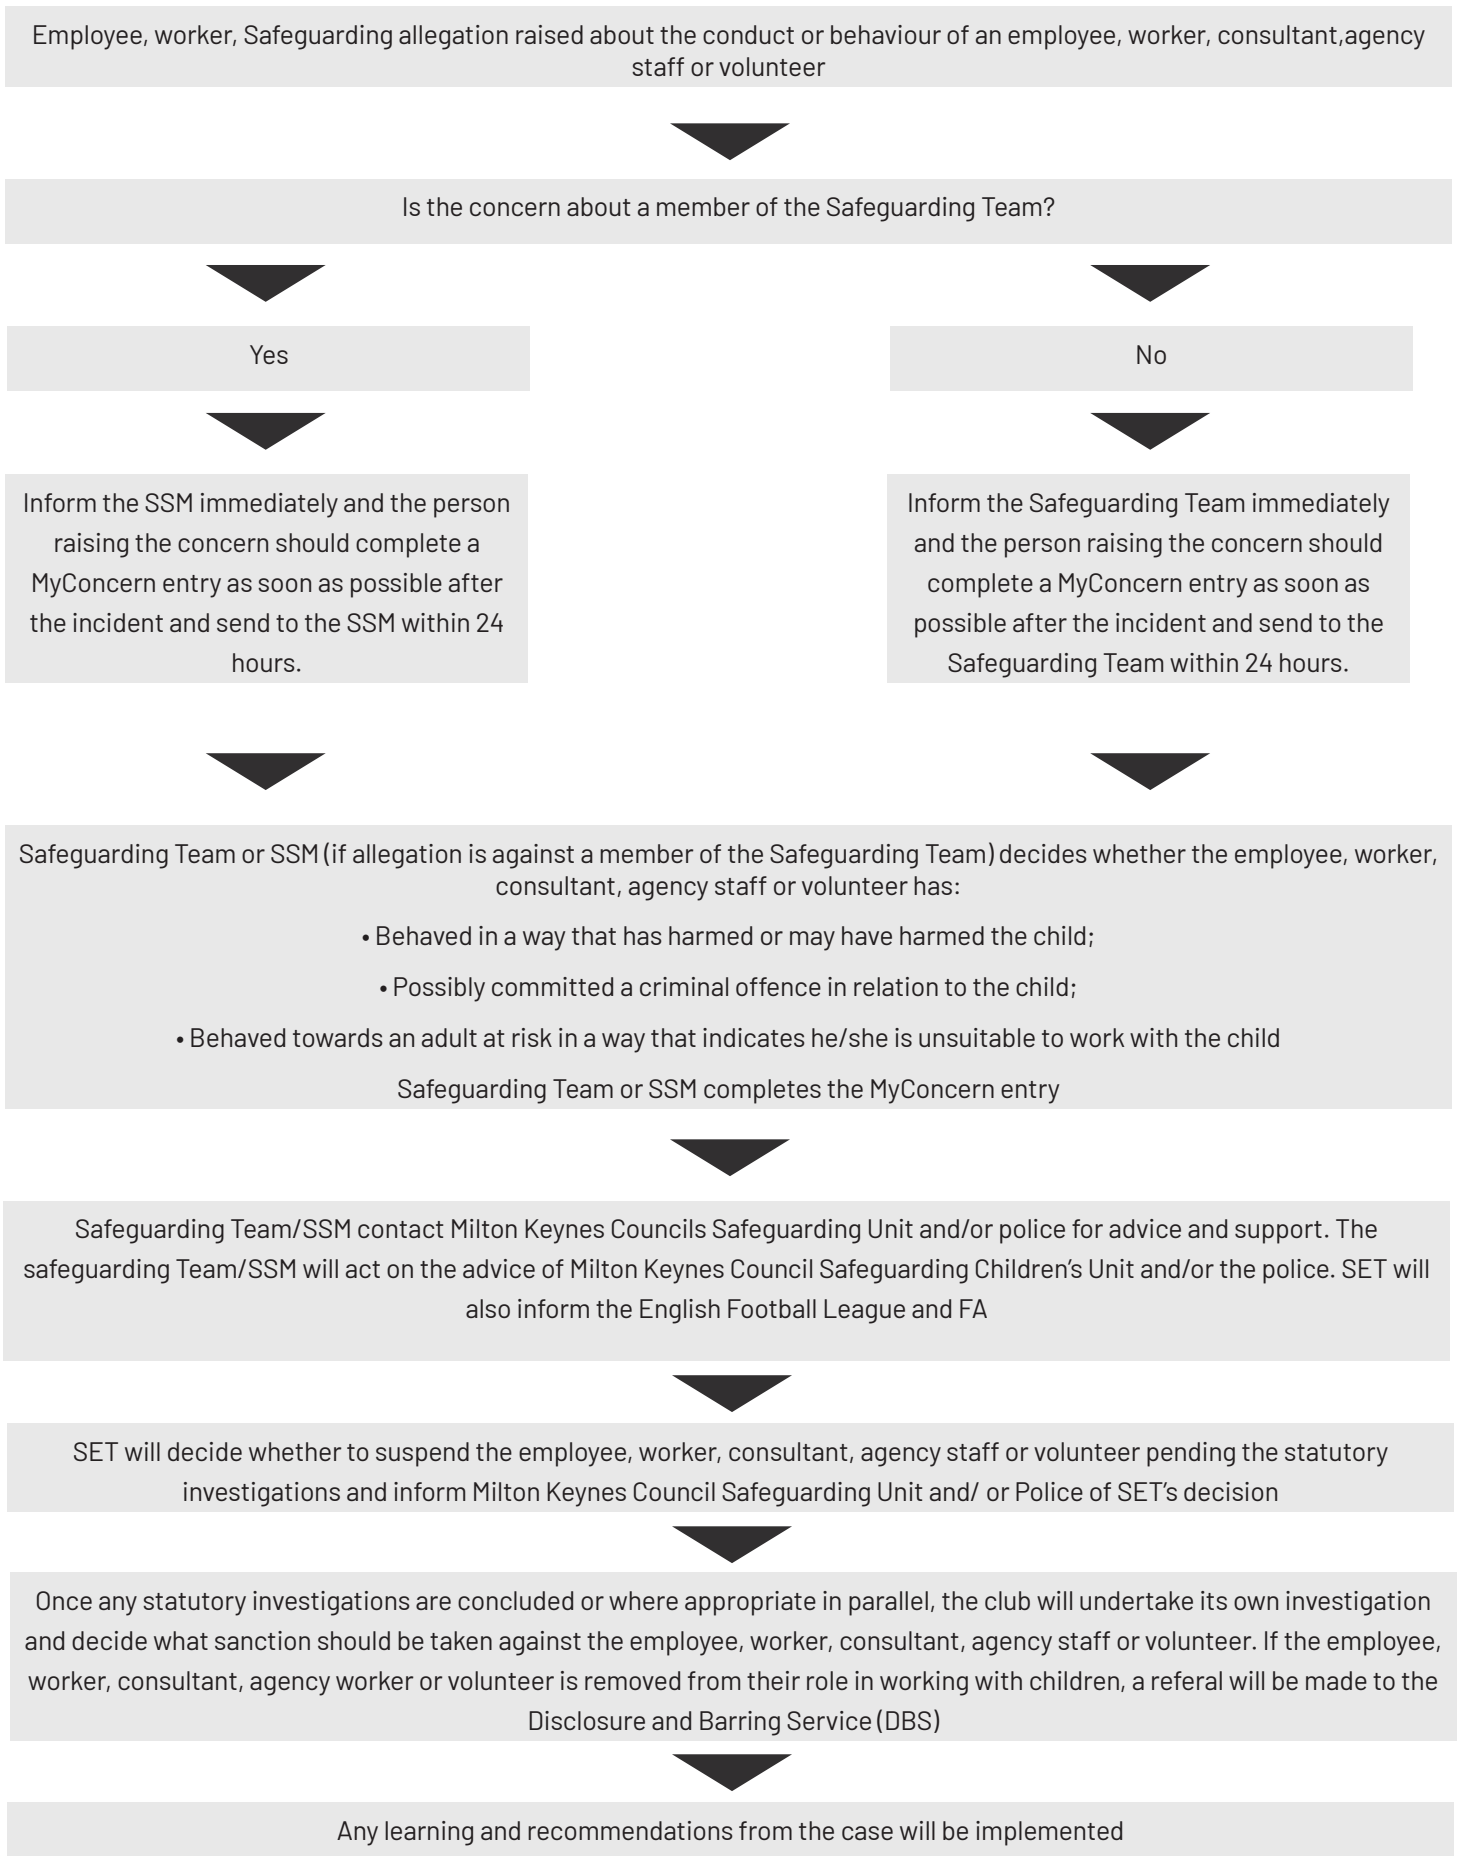 Employee, worker, Safeguarding allegation raised about the conduct or behaviour of an employee, worker, consultant,agency
staff or volunteer
Is the concern about a member of the Safeguarding Team?
Yes
No
Inform the SSM immediately and the person
raising the concern should complete a
MyConcern entry as soon as possible after
the incident and send to the SSM within 24
hours.
Inform the Safeguarding Team immediately
and the person raising the concern should
complete a MyConcern entry as soon as
possible after the incident and send to the
Safeguarding Team within 24 hours.
Safeguarding Team or SSM (if allegation is against a member of the Safeguarding Team) decides whether the employee, worker,
consultant, agency staff or volunteer has:
• Behaved in a way that has harmed or may have harmed the child;
• Possibly committed a criminal offence in relation to the child;
• Behaved towards an adult at risk in a way that indicates he/she is unsuitable to work with the child
Safeguarding Team or SSM completes the MyConcern entry
Safeguarding Team/SSM contact Milton Keynes Councils Safeguarding Unit and/or police for advice and support. The
safeguarding Team/SSM will act on the advice of Milton Keynes Council Safeguarding Children's Unit and/or the police. SET will
also inform the English Football League and FA
SET will decide whether to suspend the employee, worker, consultant, agency staff or volunteer pending the statutory
investigations and inform Milton Keynes Council Safeguarding Unit and/ or Police of SET's decision
Once any statutory investigations are concluded or where appropriate in parallel, the club will undertake its own investigation
and decide what sanction should be taken against the employee, worker, consultant, agency staff or volunteer. If the employee,
worker, consultant, agency worker or volunteer is removed from their role in working with children, a referal will be made to the
Disclosure and Barring Service (DBS)
Any learning and recommendations from the case will be implemented